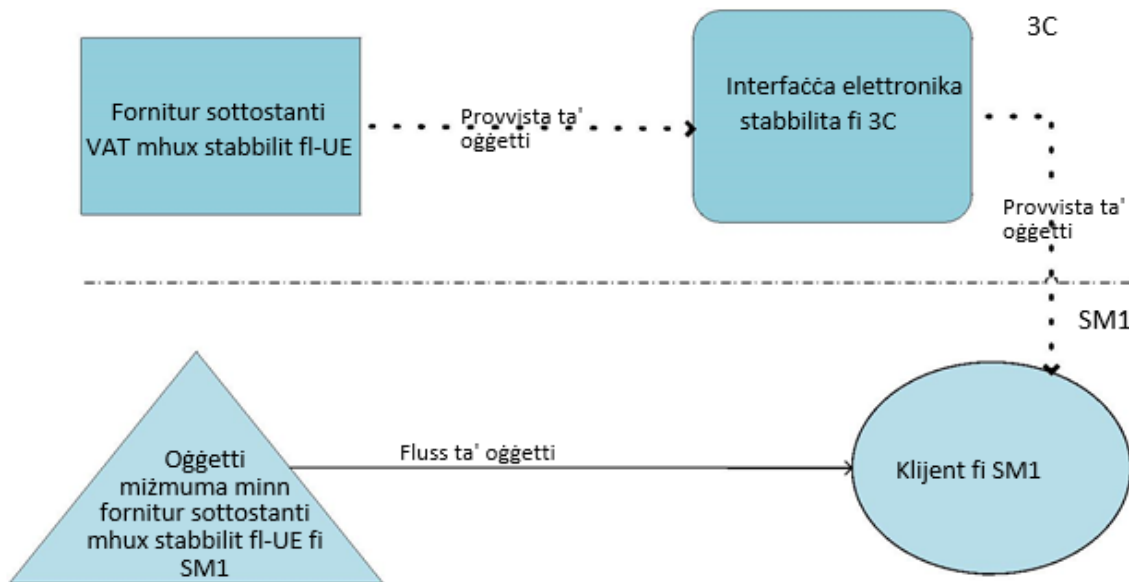 3C
Fornitur sottostanti
VAT mhux stabbilit fl-UE
Provvista ta'
oġġetti
Interfaċċa elettronika
stabbilita fi 3C
Provvista ta'
oġġetti
SM1
Oġġetti
miżmuma minn
fornitur sottostanti
mhux stabbilit fl-UE fi
SM1
Fluss ta' oġġetti
Klijent fi SM1